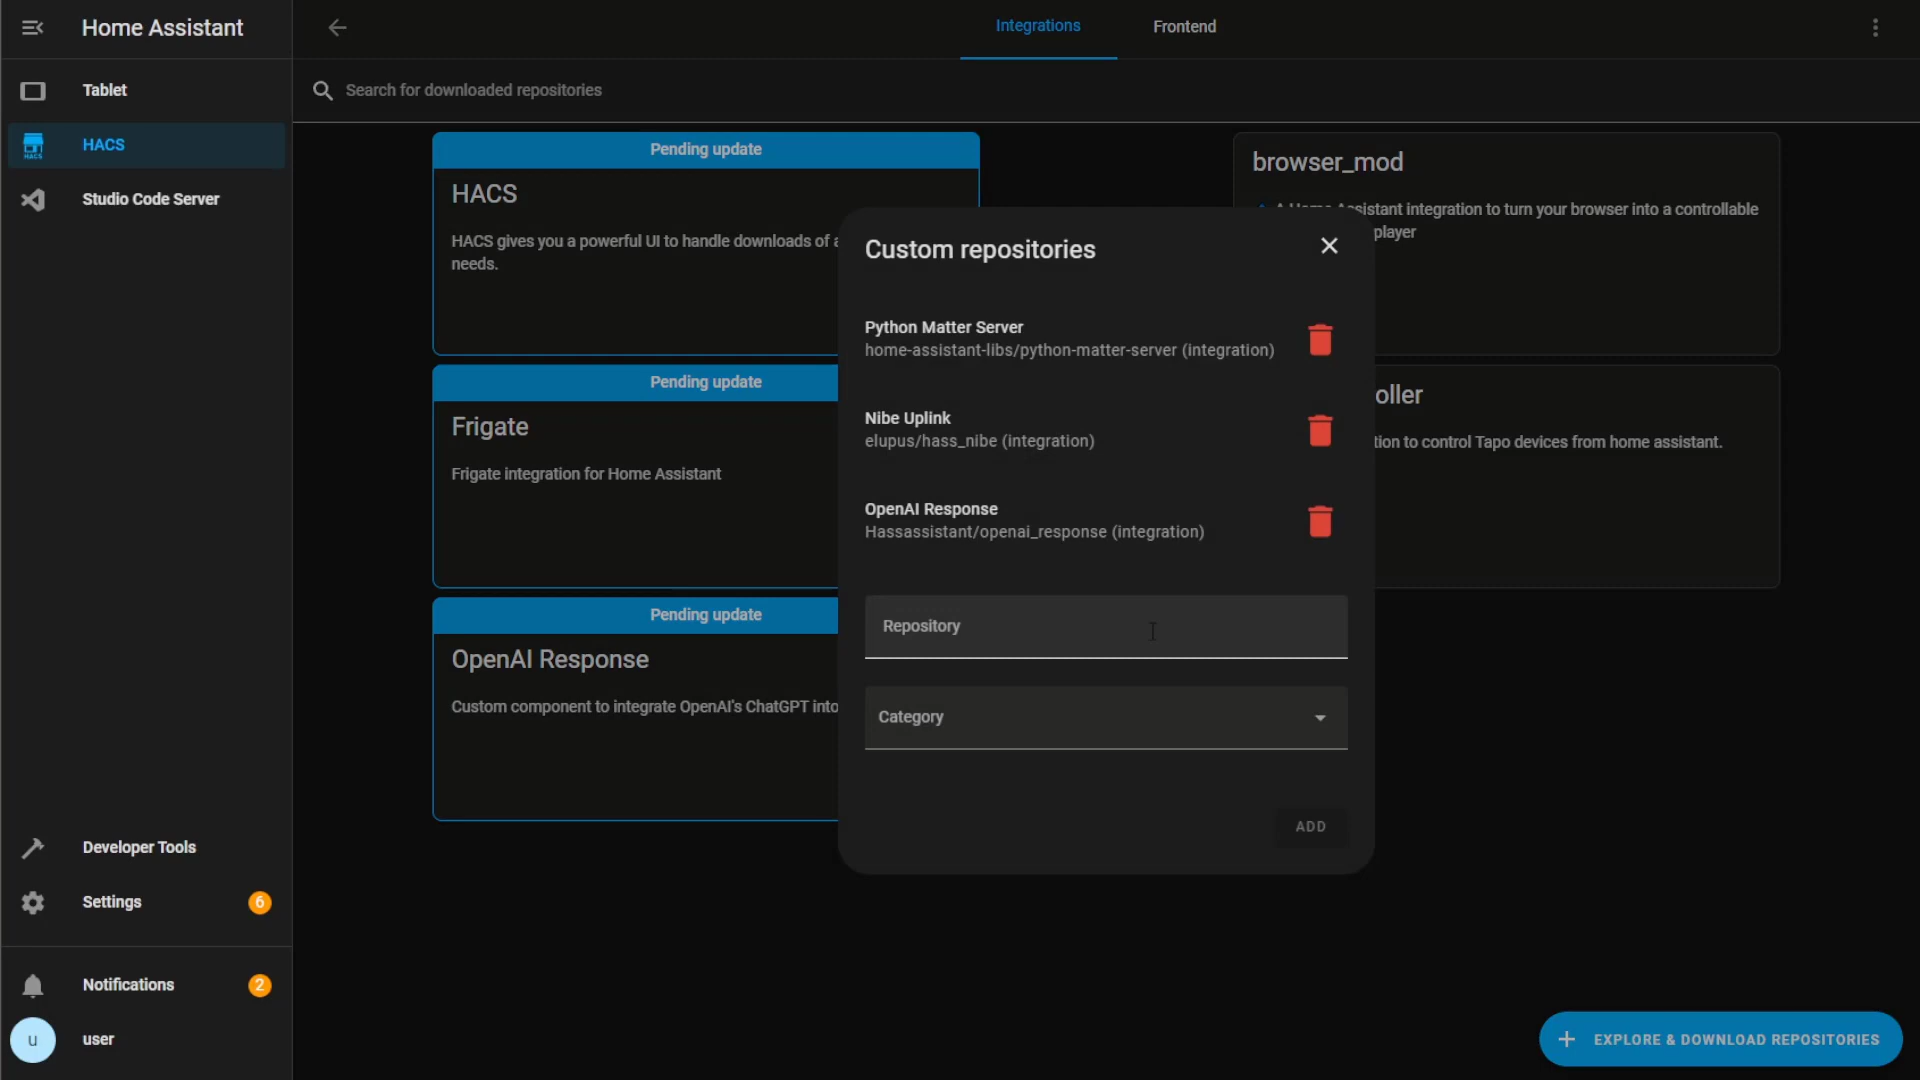 Home Assistant
Integrations
Frontend
Tablet
Search for downloaded repositories
HACS
HACS
Studio Code Server
Pending update
HACS
HACS gives you a powerful UI to handle downloads of
needs.
browser_mod
A Home Assistant integration to turn your browser into a controllable
player
Custom repositories
Python Matter Server
home-assistant-libs/python-matter-server (integration)
Nibe Uplink
elupus/hass_nibe (integration)
OpenAI Response
Hassassistant/openai_response (integration)
Repository
Category
ADD
Pending update
Frigate
Frigate integration for Home Assistant
oller
tion to control Tapo devices from home assistant.
Pending update
OpenAI Response
Custom component to integrate OpenAI's ChatGPT into
Developer Tools
Settings
6
Notifications
2
u
user
EXPLORE & DOWNLOAD REPOSITORIES